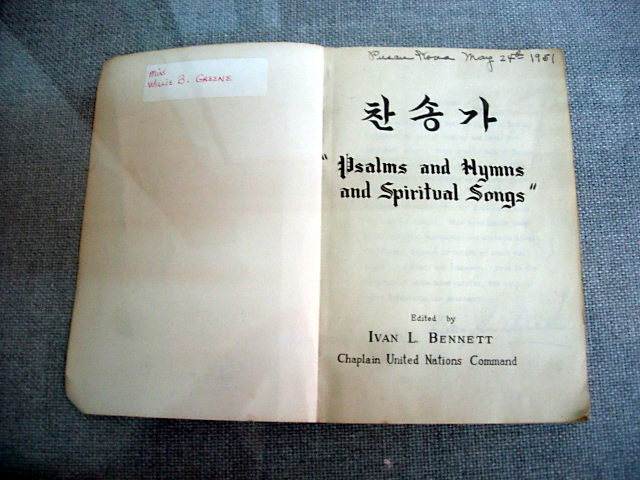 Miss
Willie B. Greene
Pusan Korea May 24th 1951
찬송가
"Psalms and Hymns
and Spiritual Songs"
Edited by
IVAN L. BENNETT
Chaplain United Nations Command